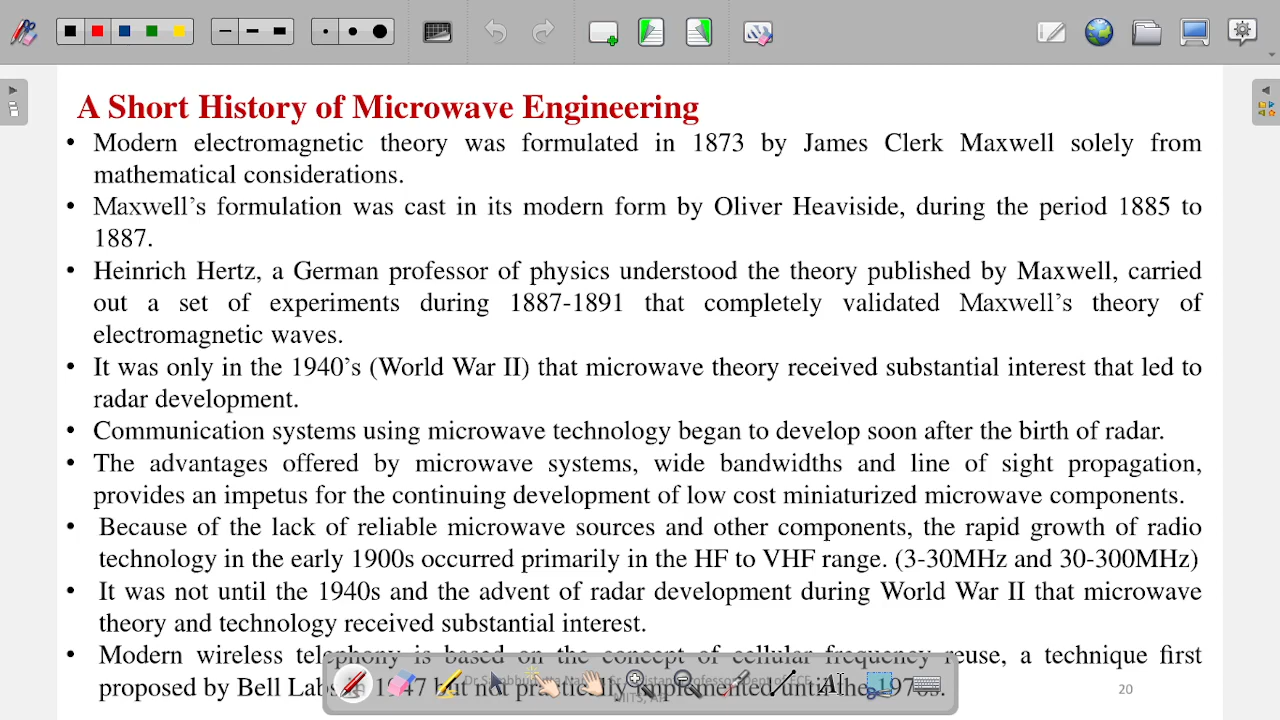 A Short History of Microwave Engineering
• Modern electromagnetic theory was formulated in 1873 by James Clerk Maxwell solely from
mathematical considerations.
• Maxwell's formulation was cast in its modern form by Oliver Heaviside, during the period 1885 to
1887.
• Heinrich Hertz, a German professor of physics understood the theory published by Maxwell, carried
out a set of experiments during 1887-1891 that completely validated Maxwell's theory of
electromagnetic waves.
• It was only in the 1940's (World War II) that microwave theory received substantial interest that led to
radar development.
• Communication systems using microwave technology began to develop soon after the birth of radar.
• The advantages offered by microwave systems, wide bandwidths and line of sight propagation,
provides an impetus for the continuing development of low cost miniaturized microwave components.
• Because of the lack of reliable microwave sources and other components, the rapid growth of radio
technology in the early 1900s occurred primarily in the HF to VHF range. (3-30MHz and 30-300MHz)
• It was not until the 1940s and the advent of radar development during World War II that microwave
theory and technology received substantial interest.
• Modern wireless telephony is based on the concept of cellular frequency reuse, a technique first
proposed by Bell Labs in 1947 but not practically implemented until the 1970s.
20